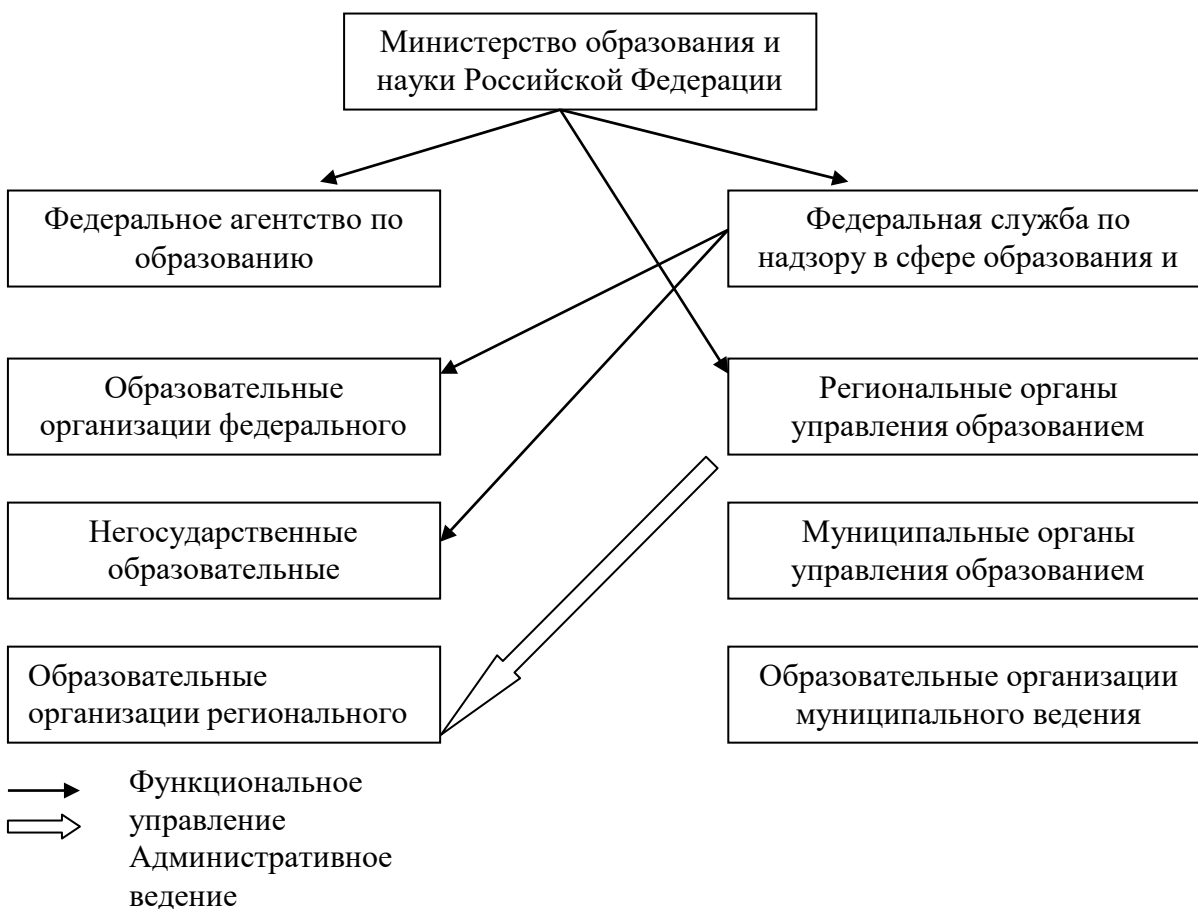 Министерство образования и
науки Российской Федерации
Федеральное агентство по
образованию
Федеральная служба по
надзору в сфере образования и
Образовательные
организации федерального
Региональные органы
управления образованием
Негосударственные
образовательные
Муниципальные органы
управления образованием
Образовательные
организации регионального
Образовательные организации
муниципального ведения
Функциональное
управление
Административное
ведение